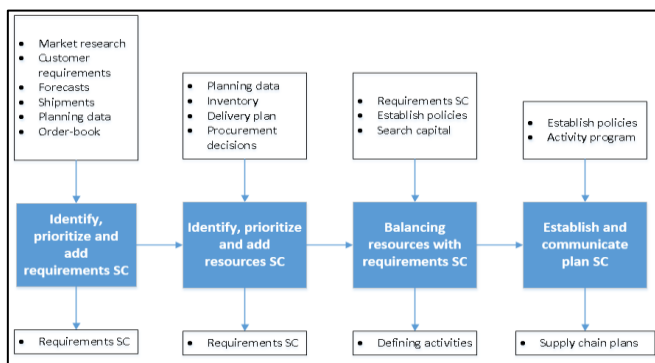 Market research
Customer
requirements
Forecasts
Shipments
Planning data
Order-book
Planning data
Inventory
Delivery plan
Procurement
decisions
Requirements SC
Establish policies
Search capital
Establish policies
Activity program
Identify,
prioritize and
add
requirements SC
Identify,
prioritize
and add
resources SC
Balancing
resources with
requirements SC
Establish and
communicate
plan SC
Requirements SC
Requirements SC
Defining activities
Supply chain plans